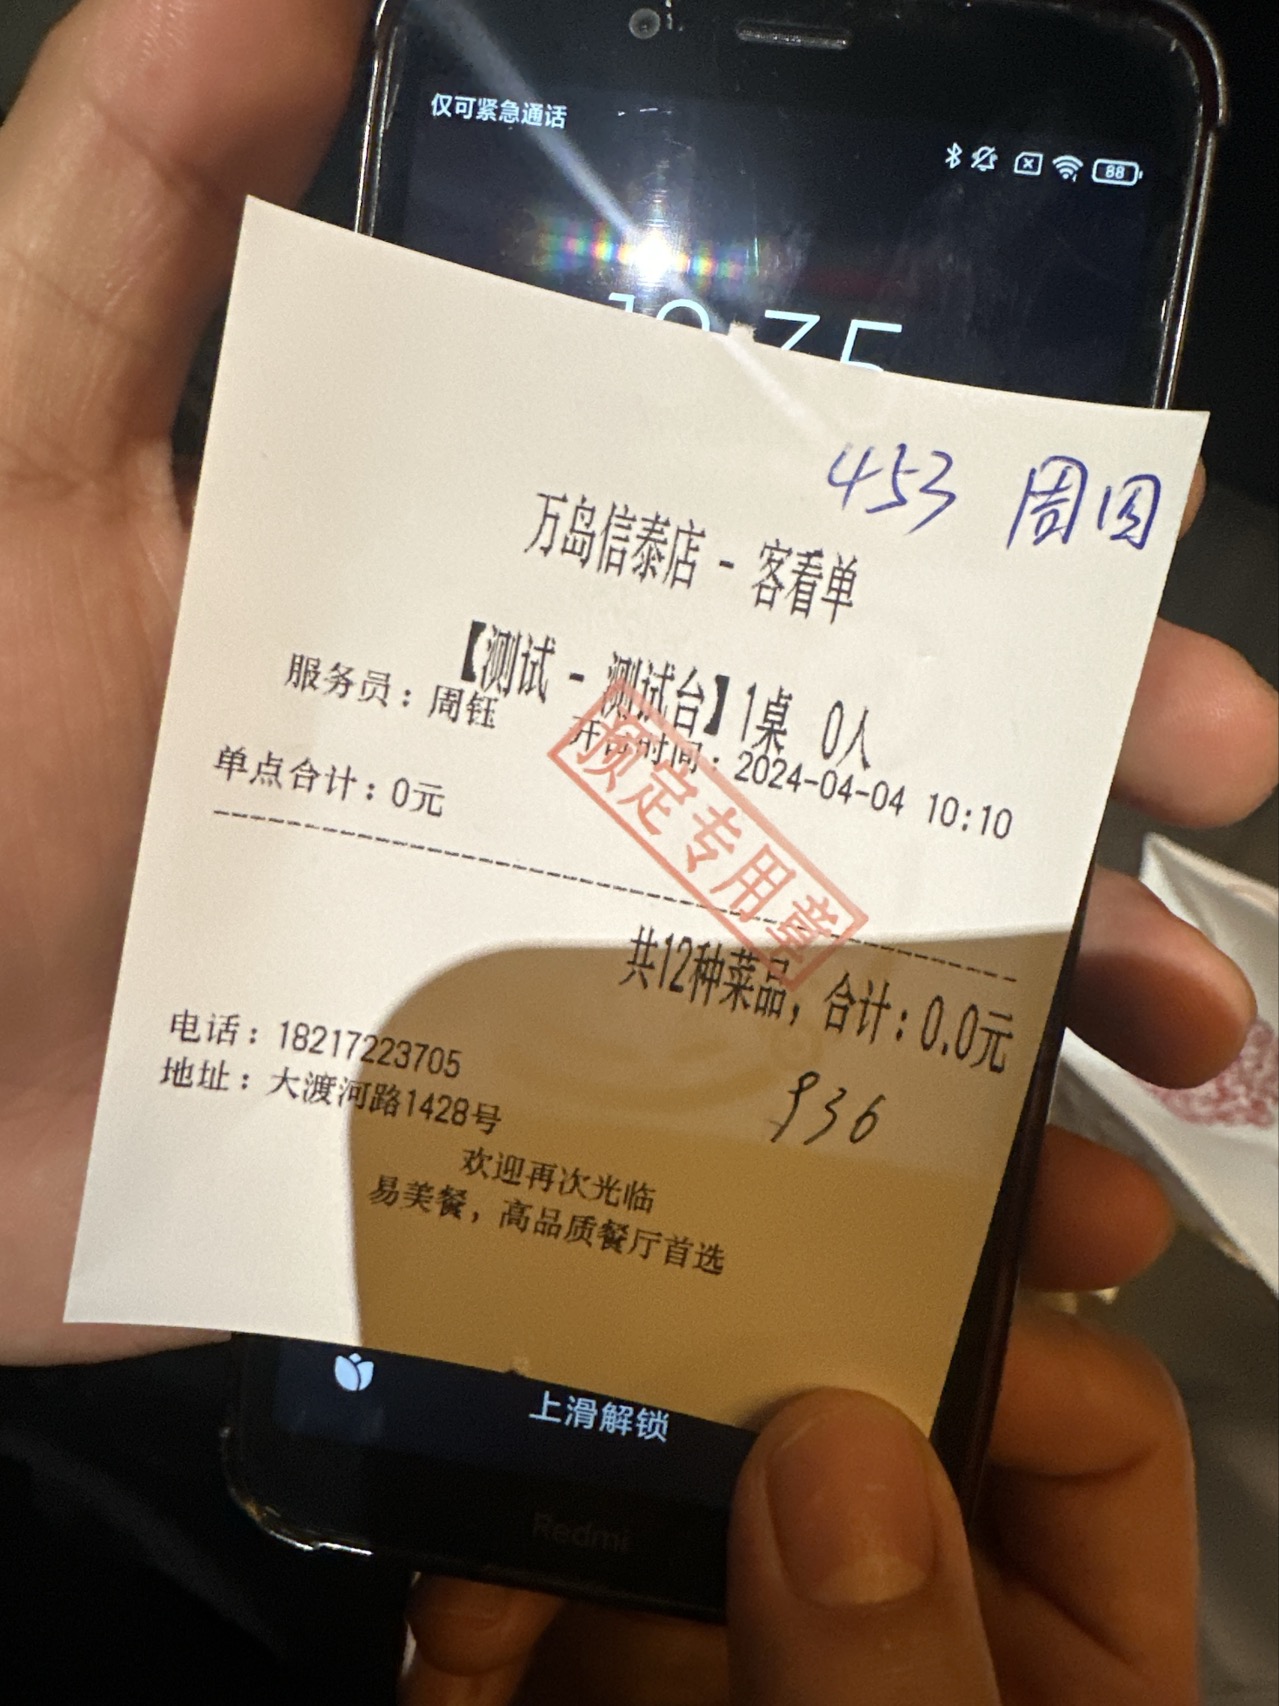 仅可紧急通话
88
453 周
万岛信泰店 - 客看单
【测试 - 测试台】1桌 0人
服务员：周钰
开台时间：2024-04-04 10:10
预定专用章
单点合计：0元
共12种菜品，合计：0.0元
936
电话：18217223705
地址：大渡河路1428号
欢迎再次光临
易美餐，高品质餐厅首选
上滑解锁
Redmi